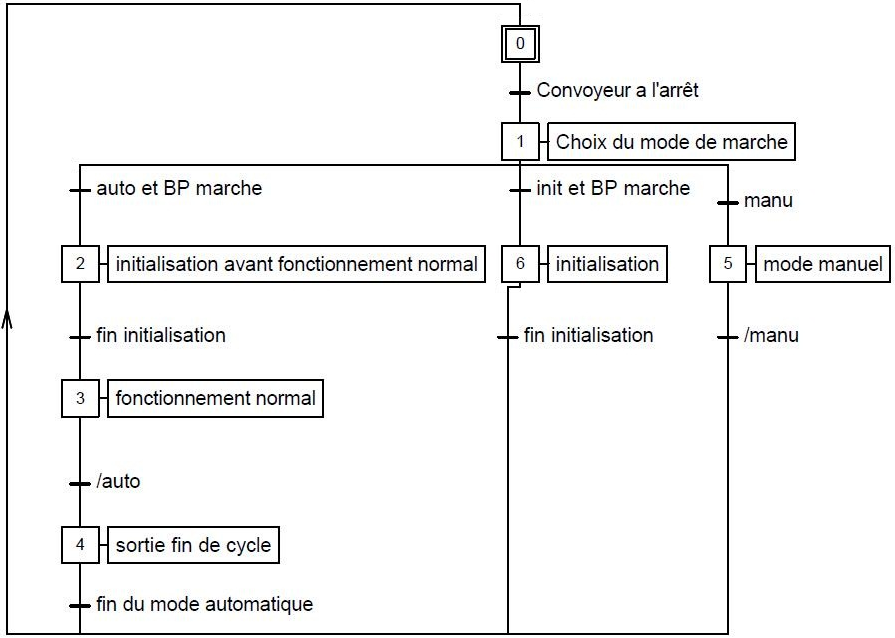 0
Convoyeur a l'arrêt
1
Choix du mode de marche
auto et BP marche
init et BP marche
manu
2
initialisation avant fonctionnement normal
6
initialisation
5
mode manuel
fin initialisation
fin initialisation
/manu
3
fonctionnement normal
/auto
4
sortie fin de cycle
fin du mode automatique